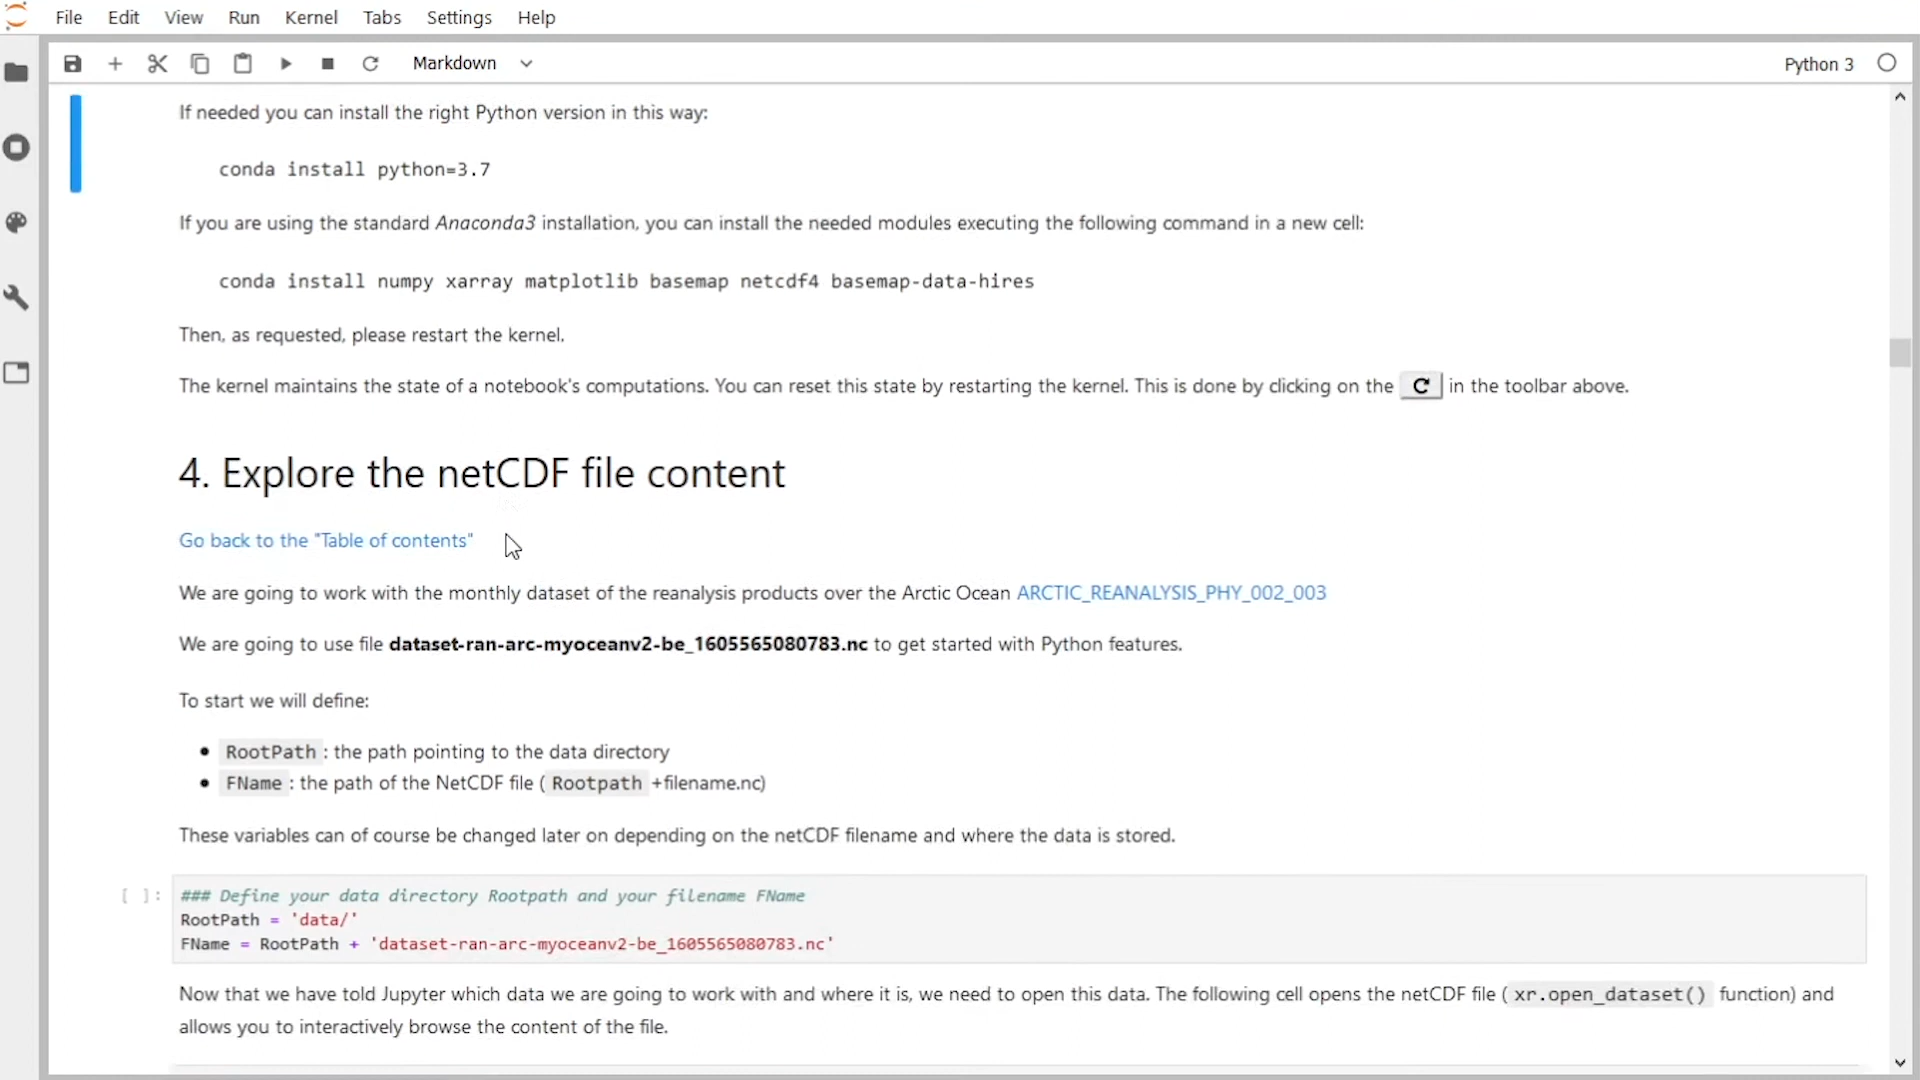 File Edit View Run Kernel Tabs Settings Help
Markdown
Python 3
If needed you can install the right Python version in this way:
conda install python=3.7
If you are using the standard Anaconda3 installation, you can install the needed modules executing the following command in a new cell:
conda install numpy xarray matplotlib basemap netcdf4 basemap-data-hires
Then, as requested, please restart the kernel.
The kernel maintains the state of a notebook's computations. You can reset this state by restarting the kernel. This is done by clicking on the in the toolbar above.
4. Explore the netCDF file content
Go back to the "Table of contents"
We are going to work with the monthly dataset of the reanalysis products over the Arctic Ocean ARCTIC_REANALYSIS_PHY_002_003
We are going to use file dataset-ran-arc-myoceanv2-be_1605565080783.nc to get started with Python features.
To start we will define:
• RootPath : the path pointing to the data directory
• FName : the path of the NetCDF file ( Rootpath +filename.nc)
These variables can of course be changed later on depending on the netCDF filename and where the data is stored.
[ ]: ### Define your data directory Rootpath and your filename FName
RootPath = 'data/'
FName = RootPath + 'dataset-ran-arc-myoceanv2-be_1605565080783.nc'
Now that we have told Jupyter which data we are going to work with and where it is, we need to open this data. The following cell opens the netCDF file ( xr.open_dataset() function) and
allows you to interactively browse the content of the file.